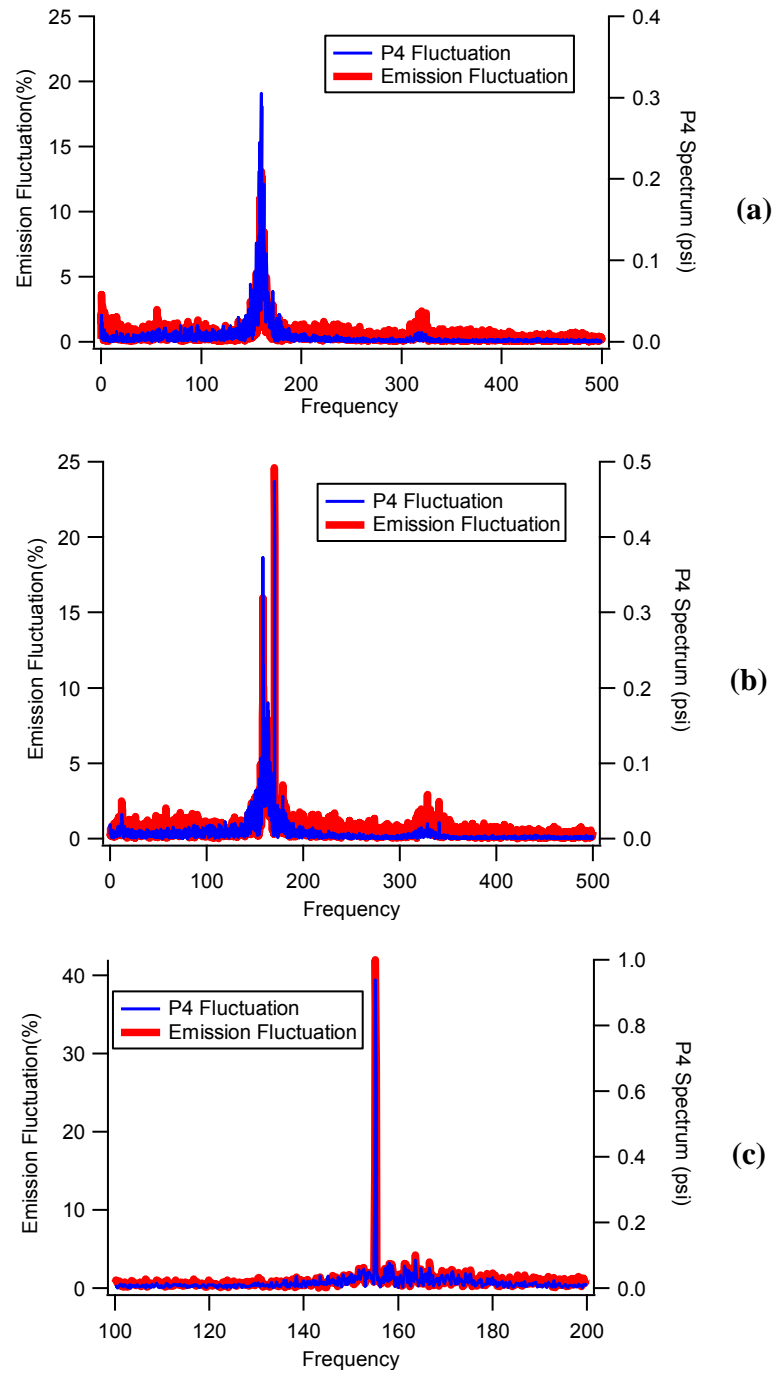 25
20
15
10
5
0
Emission Fluctuation(%)
P4 Fluctuation
Emission Fluctuation
0.4
0.3
0.2
0.1
0.0
P4 Spectrum (psi)
0
100
200
300
400
500
Frequency
(a)
25
20
15
10
5
0
Emission Fluctuation(%)
P4 Fluctuation
Emission Fluctuation
0.5
0.4
0.3
0.2
0.1
0.0
P4 Spectrum (psi)
0
100
200
300
400
500
Frequency
(b)
40
30
20
10
0
Emission Fluctuation(%)
P4 Fluctuation
Emission Fluctuation
1.0
0.8
0.6
0.4
0.2
0.0
P4 Spectrum (psi)
100
120
140
160
180
200
Frequency
(c)